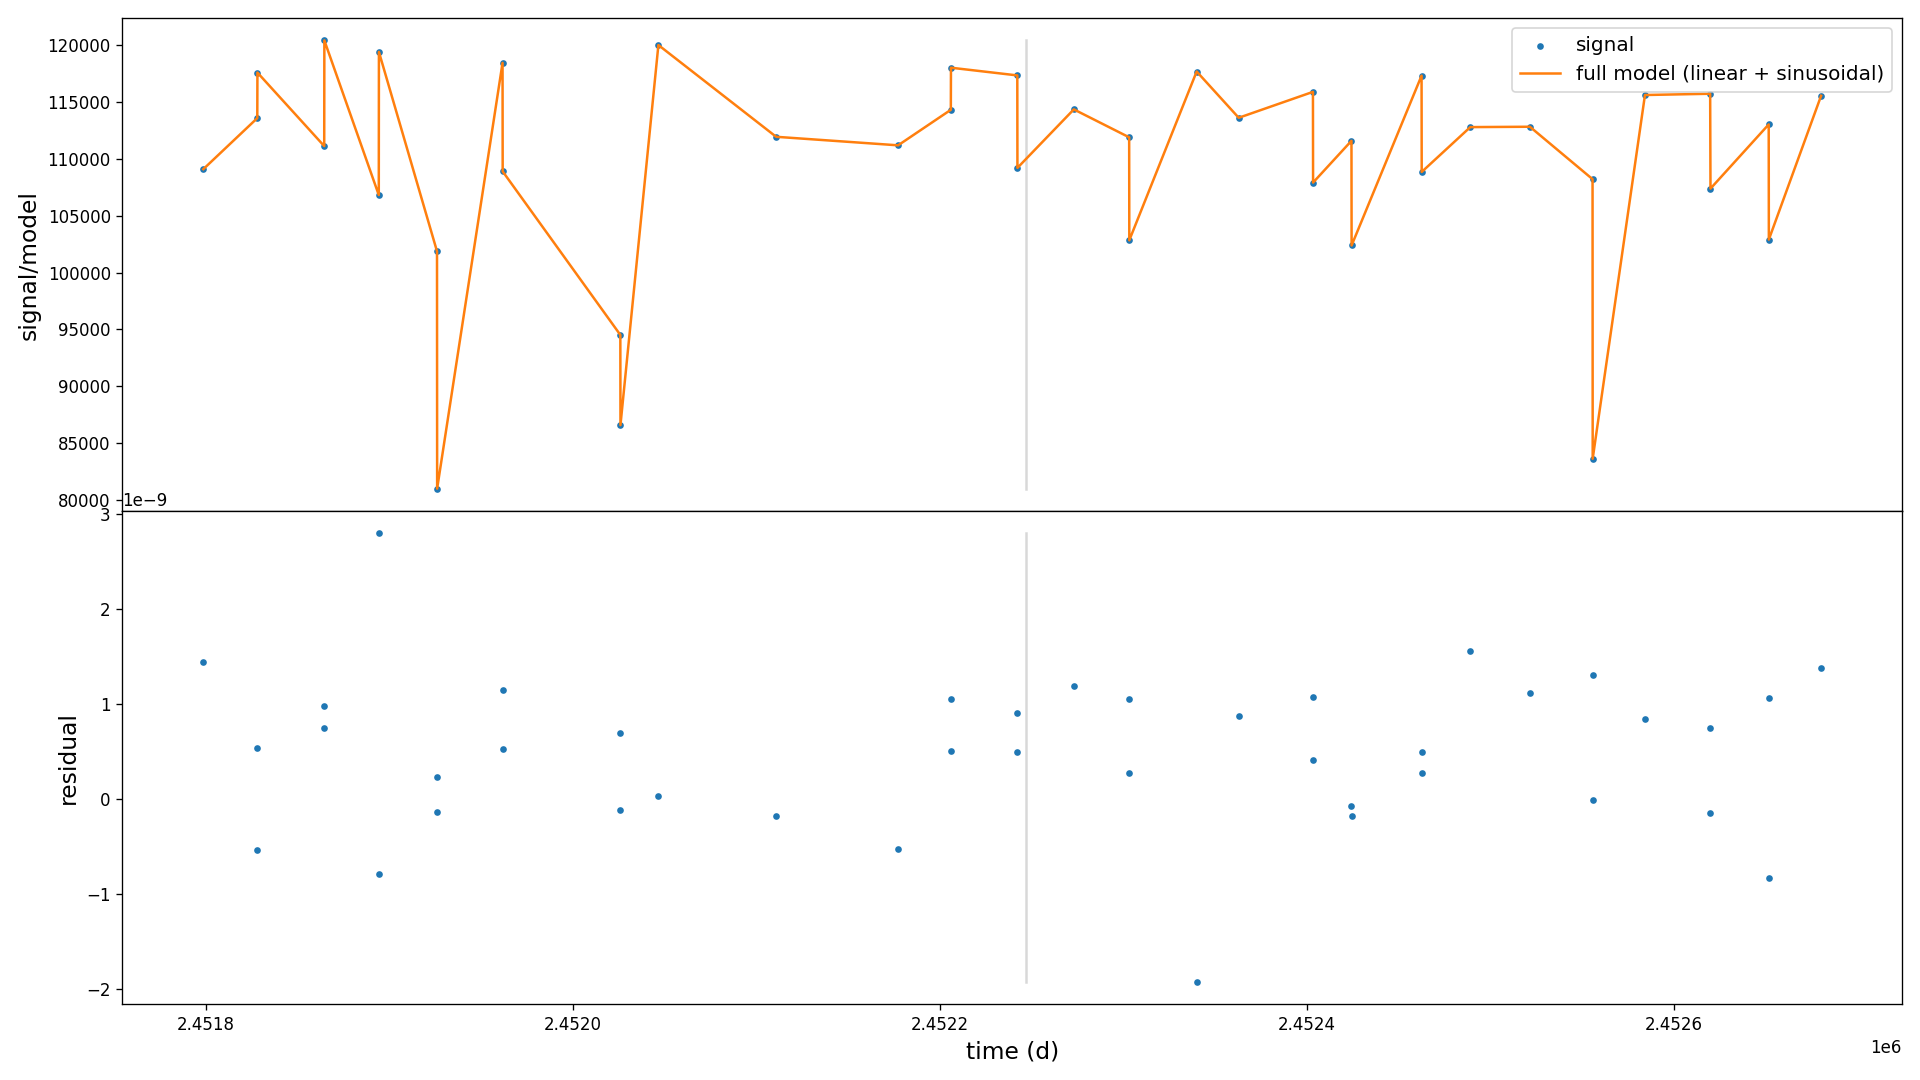 120000
115000
110000
105000
100000
95000
90000
85000
80000
signal/model
signal
full model (linear + sinusoidal)
1e−9
3
2
1
0
−1
−2
residual
2.4518
2.4520
2.4522
2.4524
2.4526
1e6
time (d)